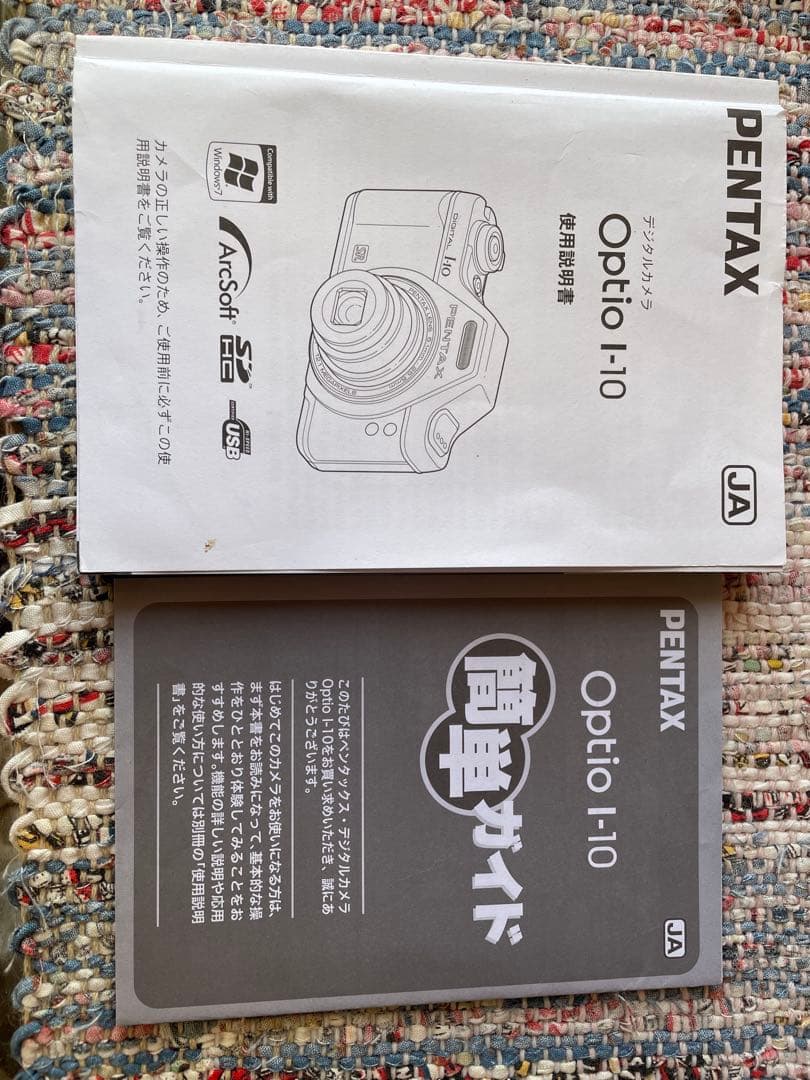 PENTAX
JA
デジタルカメラ
Optio I-10
使用説明書
DIGITAL I-10
PENTAX
SR
Compatible with
Windows®7
ArcSoft®
SD
HC
USB
カメラの正しい操作のため、ご使用前に必ずこの使
用説明書をご覧ください。
PENTAX
JA
Optio I-10
簡単ガイド
このたびはペンタックス・デジタルカメラ
Optio I-10をお買い求めいただき、誠にあ
りがとうございます。
はじめてこのカメラをお使いになる方は、
まず本書をお読みになって、基本的な操
作をひととおり体験してみることをお
すすめします。機能の詳しい説明や応用
的な使い方については別冊の「使用説明
書」をご覧ください。